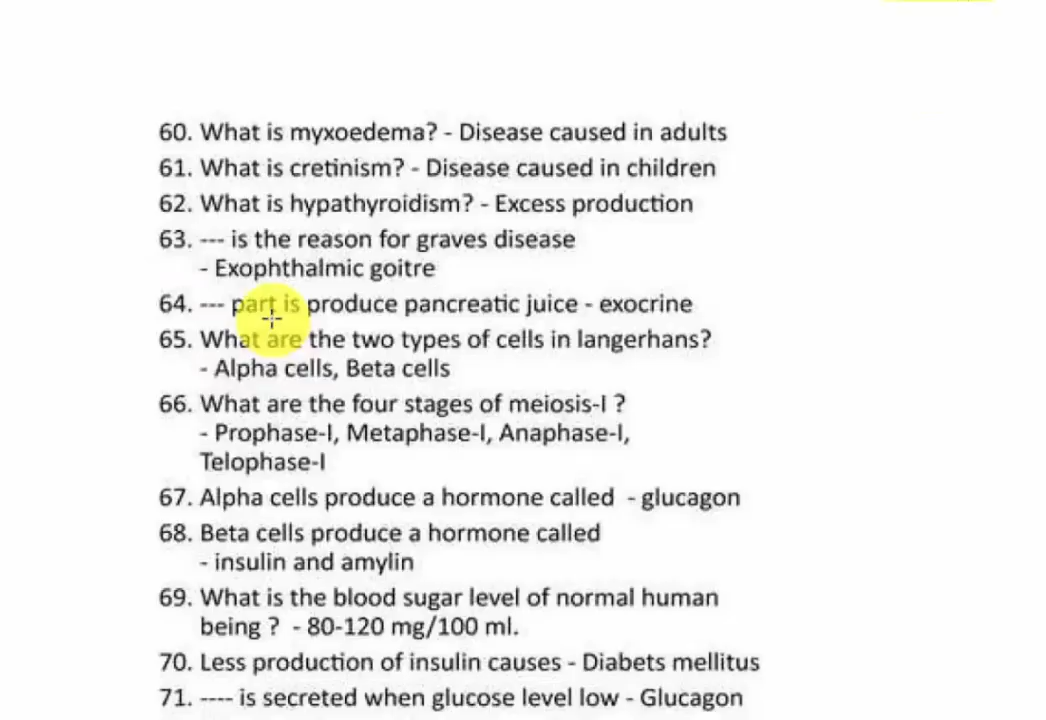 60. What is myxoedema? - Disease caused in adults
61. What is cretinism? - Disease caused in children
62. What is hypathyroidism? - Excess production
63. --- is the reason for graves disease
- Exophthalmic goitre
64. --- part is produce pancreatic juice - exocrine
65. What are the two types of cells in langerhans?
- Alpha cells, Beta cells
66. What are the four stages of meiosis-I ?
- Prophase-I, Metaphase-I, Anaphase-I,
Telophase-I
67. Alpha cells produce a hormone called - glucagon
68. Beta cells produce a hormone called
- insulin and amylin
69. What is the blood sugar level of normal human
being ? - 80-120 mg/100 ml.
70. Less production of insulin causes - Diabets mellitus
71. ---- is secreted when glucose level low - Glucagon